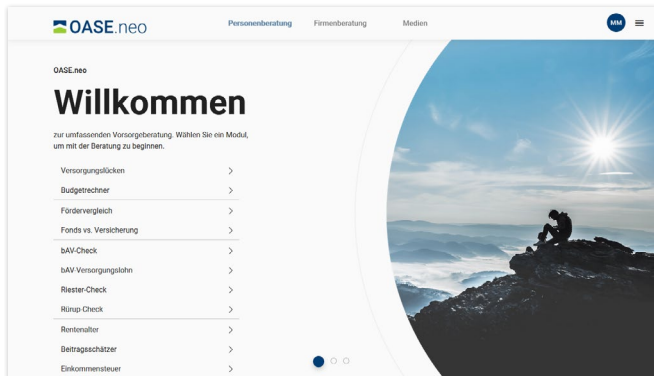 OASE.neo
Personenberatung
Firmenberatung
Medien
MM
OASE.neo
Willkommen
zur umfassenden Vorsorgeberatung. Wählen Sie ein Modul,
um mit der Beratung zu beginnen.
Versorgungslücken
Budgetrechner
Fördervergleich
Fonds vs. Versicherung
bAV-Check
bAV-Versorgungslohn
Riester-Check
Rürup-Check
Rentenalter
Beitragsschätzer
Einkommensteuer